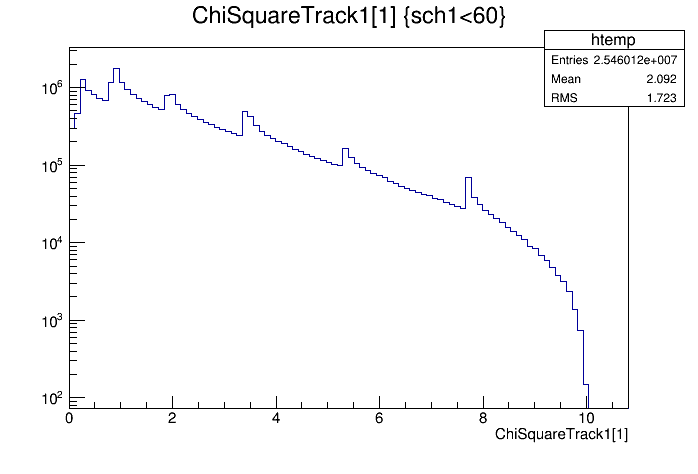 ChiSquareTrack1[1] {sch1<60}
htemp
Entries 2.546012e+007
Mean 2.092
RMS 1.723
10^6
10^5
10^4
10^3
10^2
0 2 4 6 8 10
ChiSquareTrack1[1]